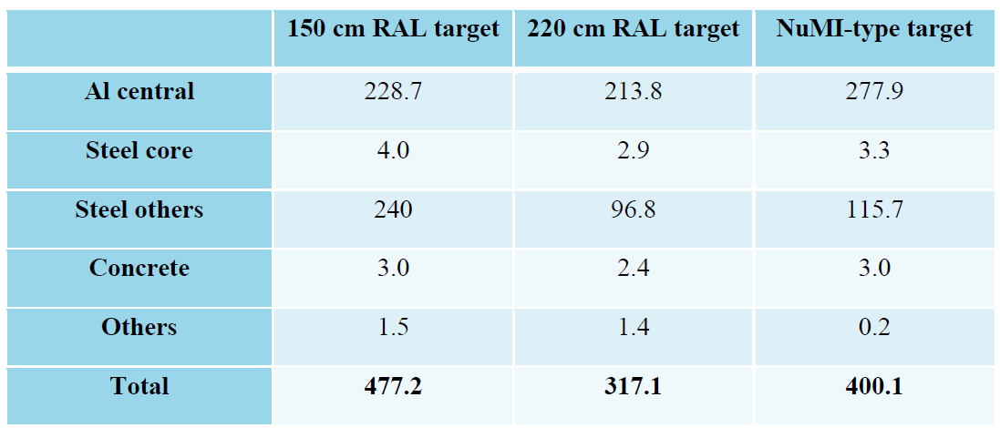 150 cm RAL target 220 cm RAL target NuMI-type target
Al central 228.7 213.8 277.9
Steel core 4.0 2.9 3.3
Steel others 240 96.8 115.7
Concrete 3.0 2.4 3.0
Others 1.5 1.4 0.2
Total 477.2 317.1 400.1